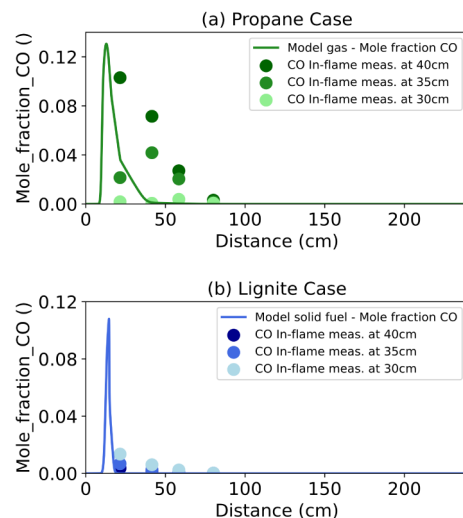 (a) Propane Case
Mole_fraction_CO ()
0.12
0.08
0.04
0.00
Model gas - Mole fraction CO
CO In-flame meas. at 40cm
CO In-flame meas. at 35cm
CO In-flame meas. at 30cm
0 50 100 150 200
Distance (cm)
(b) Lignite Case
Mole_fraction_CO ()
0.12
0.08
0.04
0.00
Model solid fuel - Mole fraction CO
CO In-flame meas. at 40cm
CO In-flame meas. at 35cm
CO In-flame meas. at 30cm
0 50 100 150 200
Distance (cm)